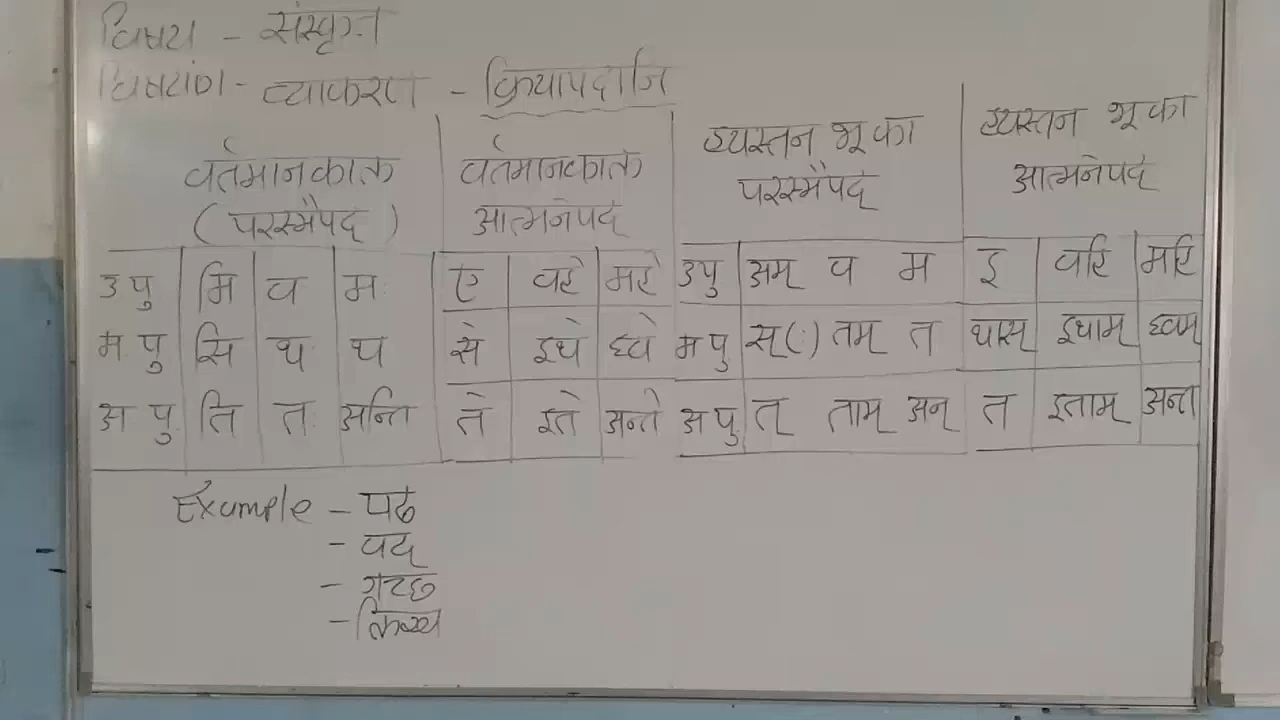 विषय - संस्कृत
विषयांग - व्याकरण - क्रियापदानि
वर्तमानकाल वर्तमानकाल ह्यस्तन भू का ह्यस्तन भू का
(परस्मैपद) आत्मनेपद परस्मैपद आत्मनेपद
उ पु मि व म: ए वहे महे उ पु अम् व म इ वहि महि
म. पु सि थ: थ से इथे ध्वे म पु स्(:) तम् त थास् इथाम् ध्वम्
अ पु. ति त: अन्ति ते इते अन्ते अ पु त् ताम् अन् त इताम् अन्त
Example - पठ
- वद्
- गच्छ